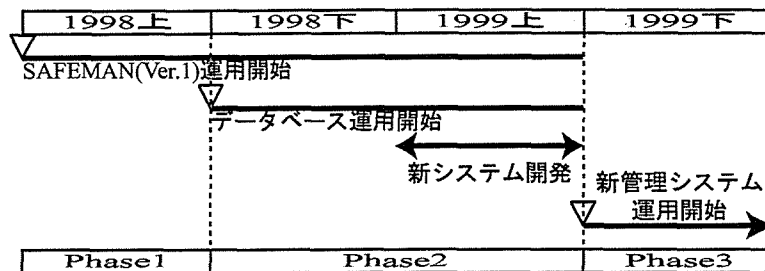 1998上 1998下 1999上 1999下
SAFEMAN(Ver.1)運用開始
データベース運用開始
新システム開発
新管理システム
運用開始
Phase1 Phase2 Phase3